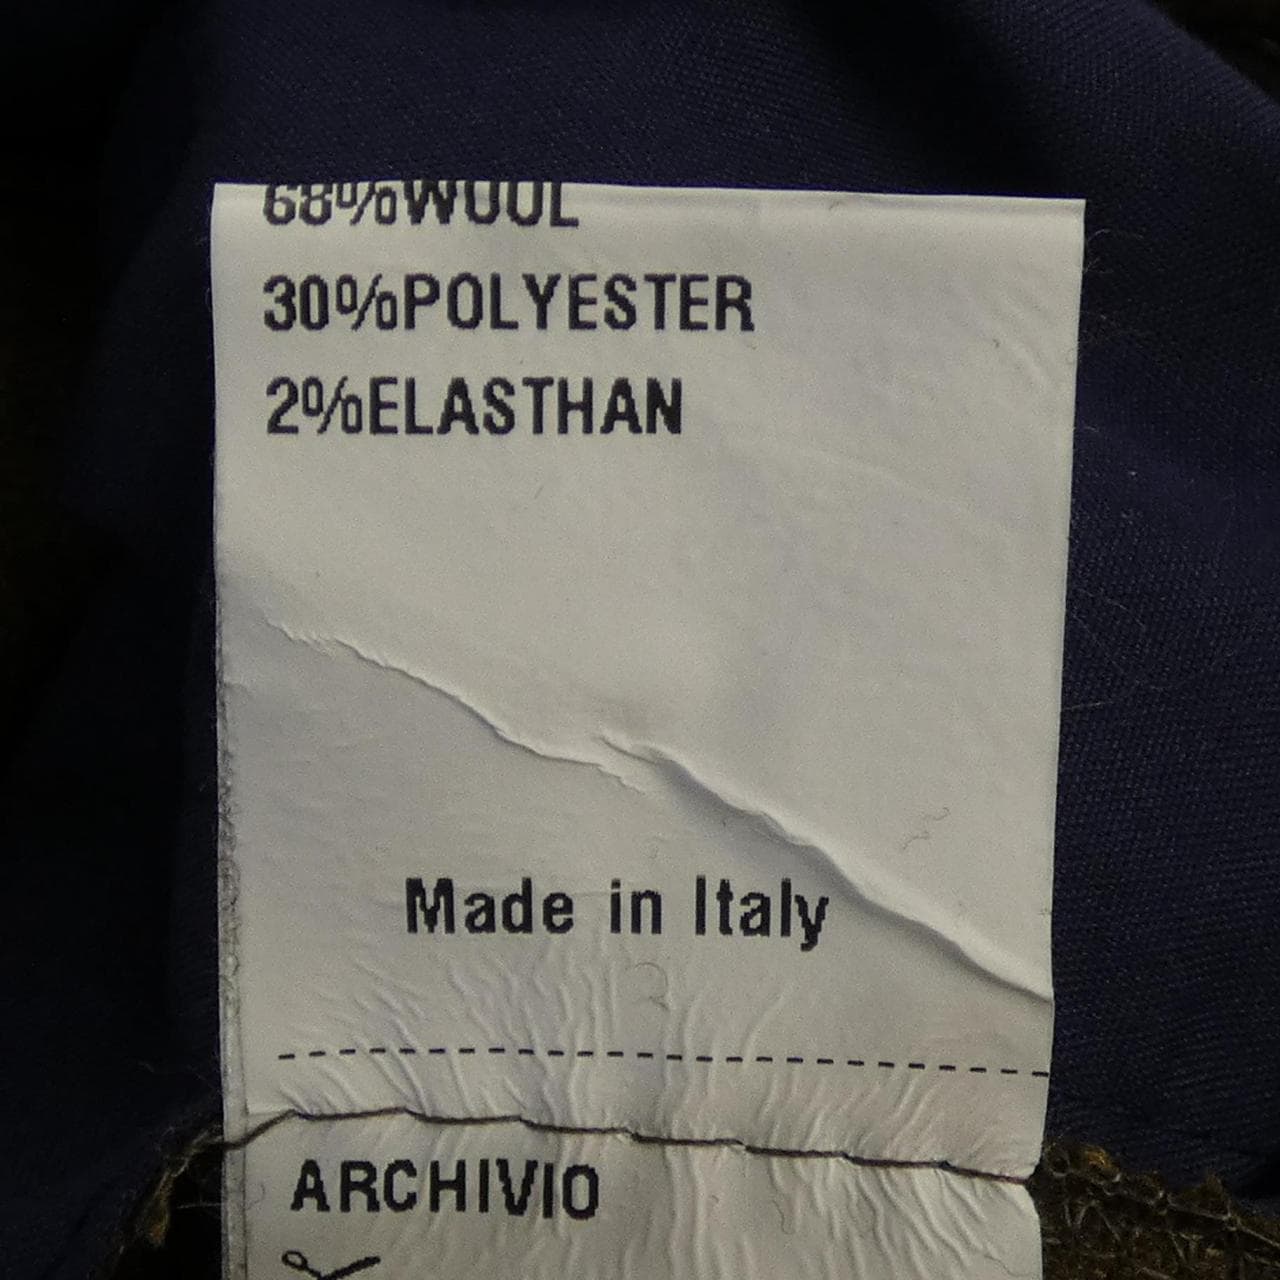 68%WOOL
30%POLYESTER
2%ELASTHAN
Made in Italy
ARCHIVIO